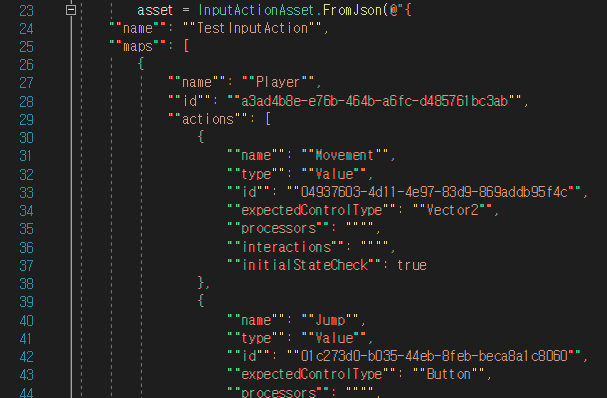 23 asset = InputActionAsset.FromJson(@"{
24 ""name"": ""TestInputAction"",
25 ""maps"": [
26 {
27 ""name"": ""Player"",
28 ""id"": ""a3ad4b8e-e76b-464b-a6fc-d485761bc3ab"",
29 ""actions"": [
30 {
31 ""name"": ""Movement"",
32 ""type"": ""Value"",
33 ""id"": ""04937603-4d11-4e97-83d9-869addb95f4c"",
34 ""expectedControlType"": ""Vector2"",
35 ""processors"": """",
36 ""interactions"": """",
37 ""initialStateCheck"": true
38 },
39 {
40 ""name"": ""Jump"",
41 ""type"": ""Value"",
42 ""id"": ""01c273d0-b035-44eb-8feb-beca8a1c8060"",
43 ""expectedControlType"": ""Button"",
44 ""processors"": """",